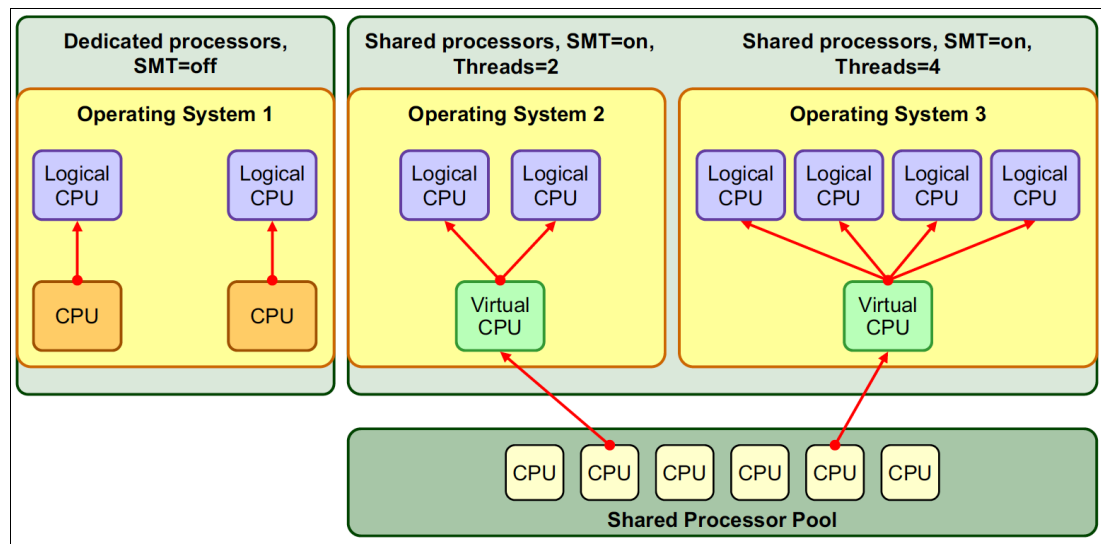 Dedicated processors,
SMT=off
Shared processors, SMT=on,
Threads=2
Shared processors, SMT=on,
Threads=4
Operating System 1
Logical
CPU
Logical
CPU
CPU
CPU
Operating System 2
Logical
CPU
Logical
CPU
Virtual
CPU
Operating System 3
Logical
CPU
Logical
CPU
Logical
CPU
Logical
CPU
Virtual
CPU
CPU
CPU
CPU
CPU
CPU
CPU
Shared Processor Pool